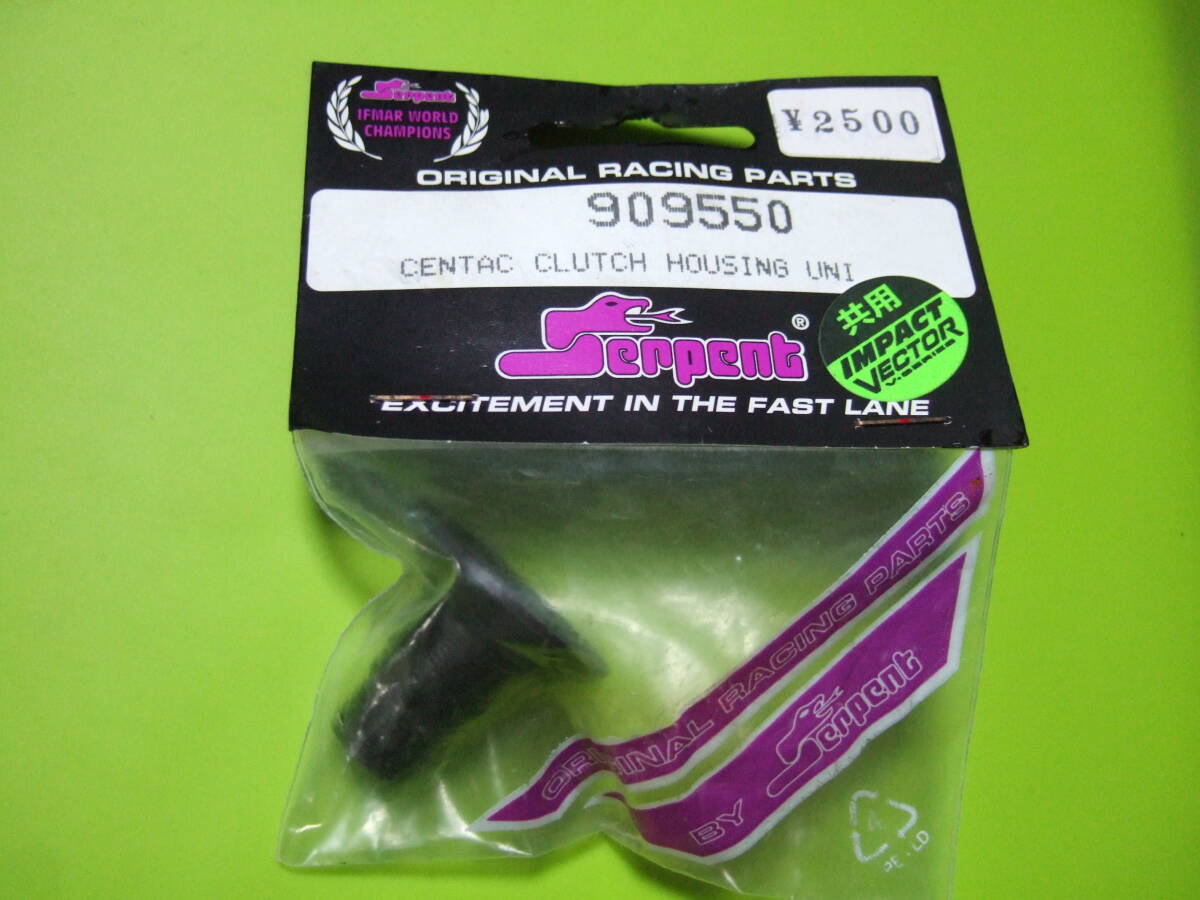 Serpent
IFMAR WORLD
CHAMPIONS
¥2500
ORIGINAL RACING PARTS
909550
CENTAC CLUTCH HOUSING UNI
Serpent®
共用
IMPACT
VECTOR
V-SERIES
EXCITEMENT IN THE FAST LANE
ORIGINAL RACING PARTS
BY Serpent
4
PE-LD